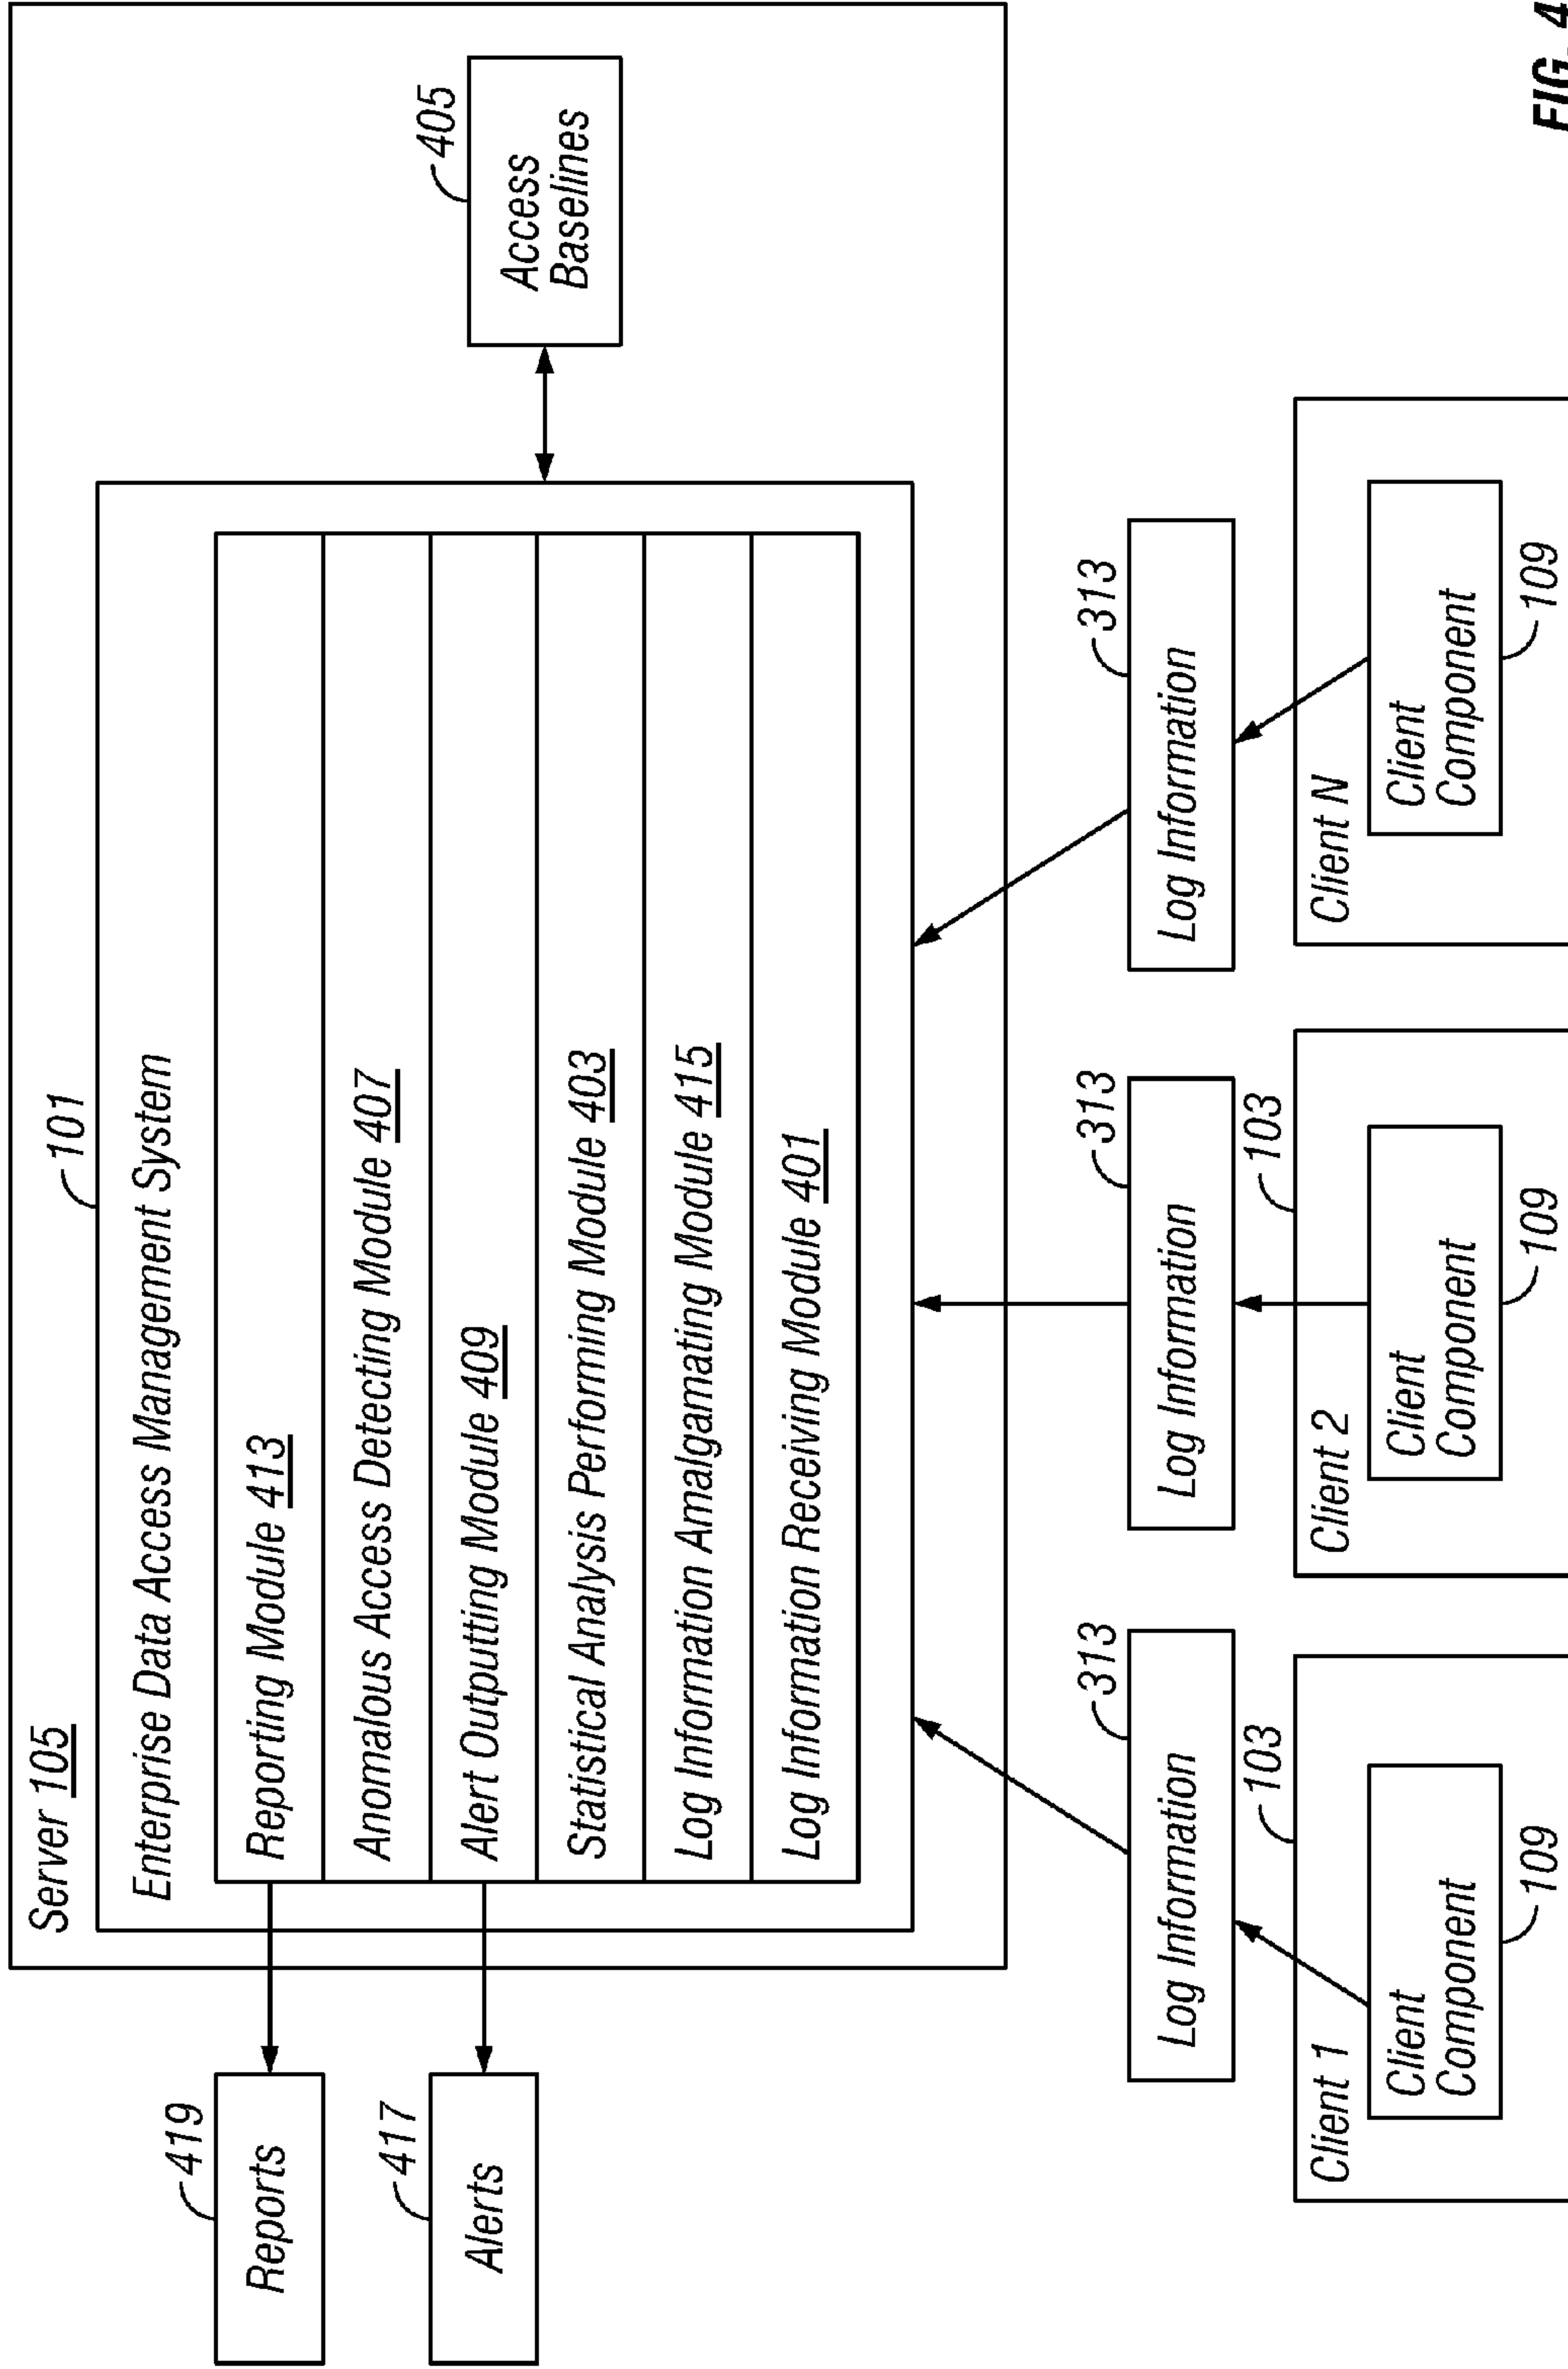 Server 105
101
Enterprise Data Access Management System
419
Reports
Reporting Module 413
Anomalous Access Detecting Module 407
405
Access
Baselines
417
Alerts
Alert Outputting Module 409
Statistical Analysis Performing Module 403
Log Information Amalgamating Module 415
Log Information Receiving Module 401
313
Log Information
313
Log Information
313
Log Information
103
Client 1
Client
Component
109
103
Client 2
Client
Component
109
Client N
Client
Component
109
FIG. 4